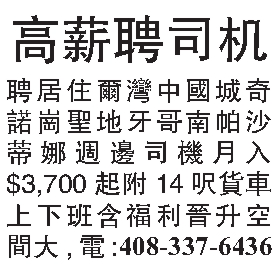 高薪聘司机
聘居住爾灣中國城奇
諾崗聖地牙哥南帕沙
蒂娜週邊司機月入
$3,700 起附 14 呎貨車
上下班含福利晉升空
間大 , 電 :408-337-6436